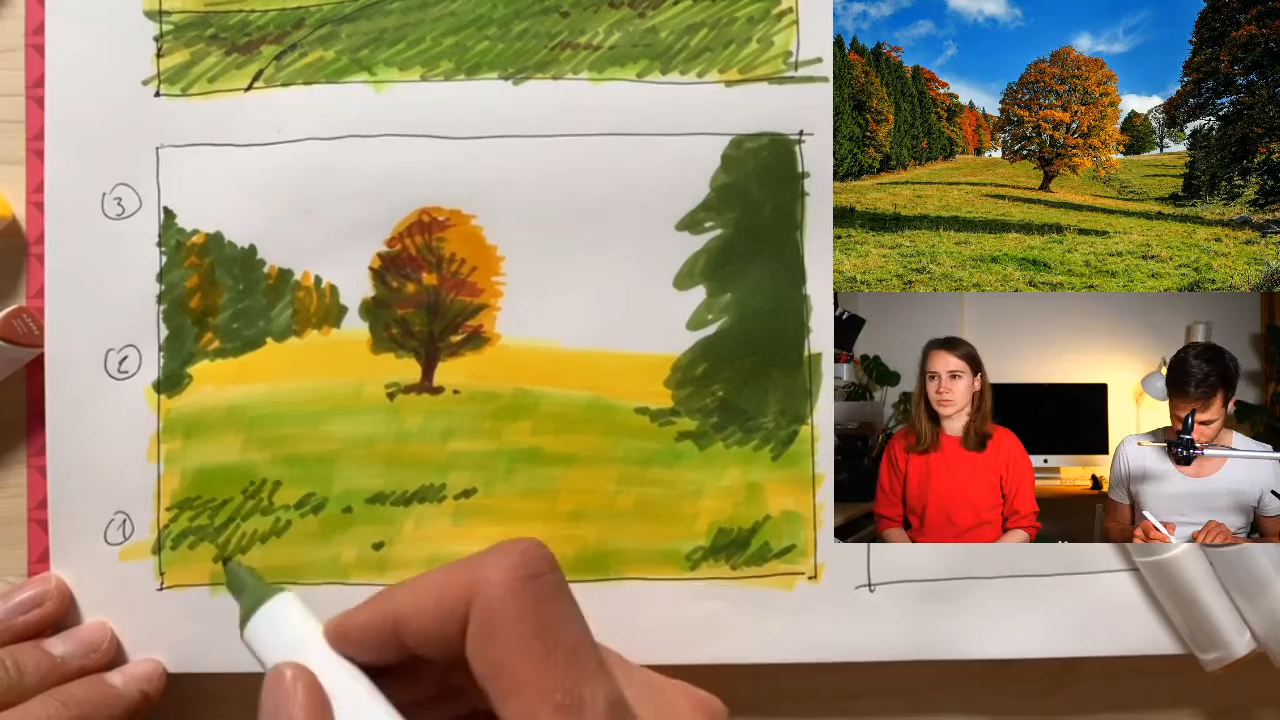 ③
②
①